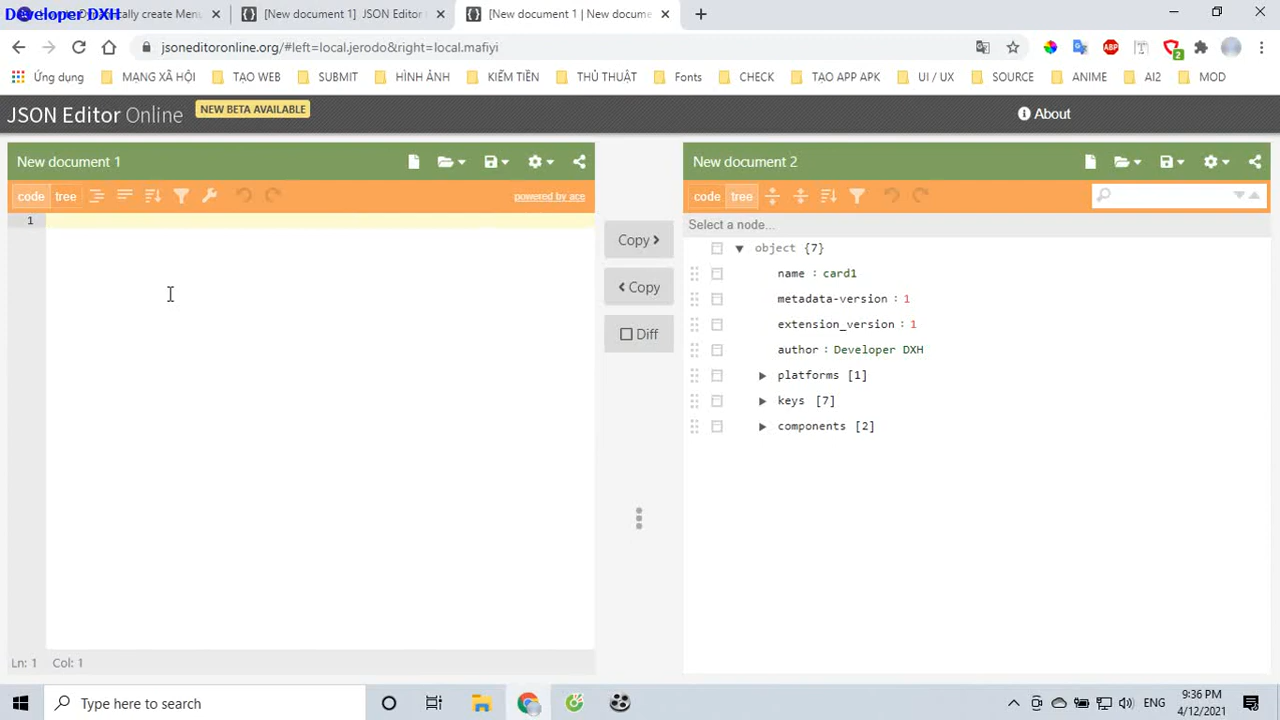 Developer DXH
ynamically create Menu
[New document 1] JSON Editor
[New document 1 | New docume
jsoneditoronline.org/#left=local.jerodo&right=local.mafiyi
ABP
2
Ứng dụng
MẠNG XÃ HỘI
TẠO WEB
SUBMIT
HÌNH ẢNH
KIẾM TIỀN
THỦ THUẬT
Fonts
CHECK
TẠO APP APK
UI / UX
SOURCE
ANIME
AI2
MOD
JSON Editor Online
NEW BETA AVAILABLE
About
New document 1
code tree
powered by ace
1
Ln: 1 Col: 1
Copy
Copy
Diff
New document 2
code tree
Select a node...
object {7}
name : card1
metadata-version : 1
extension_version : 1
author : Developer DXH
platforms [1]
keys [7]
components [2]
Type here to search
ENG
9:36 PM
4/12/2021